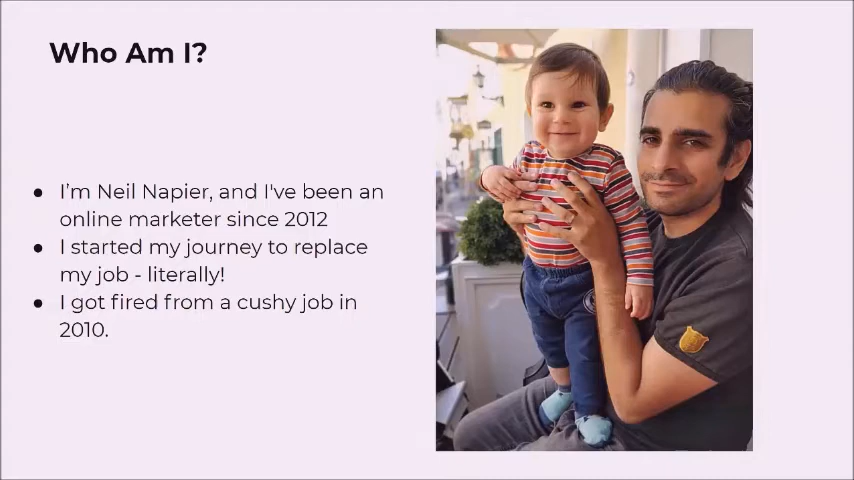 Who Am I?
● I’m Neil Napier, and I've been an
online marketer since 2012
● I started my journey to replace
my job - literally!
● I got fired from a cushy job in
2010.